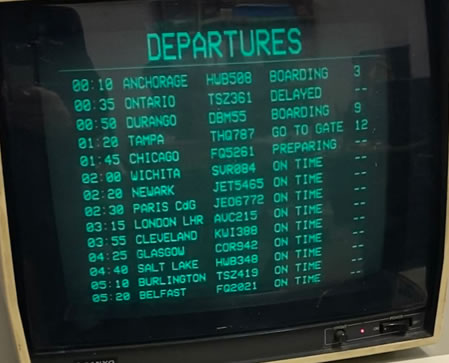 DEPARTURES
00:10 ANCHORAGE HWB508 BOARDING 3
00:35 ONTARIO TSZ361 DELAYED --
00:50 DURANGO DBM55 BOARDING 9
01:20 TAMPA THQ787 GO TO GATE 12
01:45 CHICAGO FQ5261 PREPARING --
02:00 WICHITA SVR084 ON TIME --
02:20 NEWARK JET5465 ON TIME --
02:30 PARIS CdG JEO6772 ON TIME --
03:15 LONDON LHR AVC215 ON TIME --
03:55 CLEVELAND KWI388 ON TIME --
04:25 GLASGOW COR942 ON TIME --
04:40 SALT LAKE HWB348 ON TIME --
05:10 BURLINGTON TSZ419 ON TIME --
05:20 BELFAST FQ2021 ON TIME --